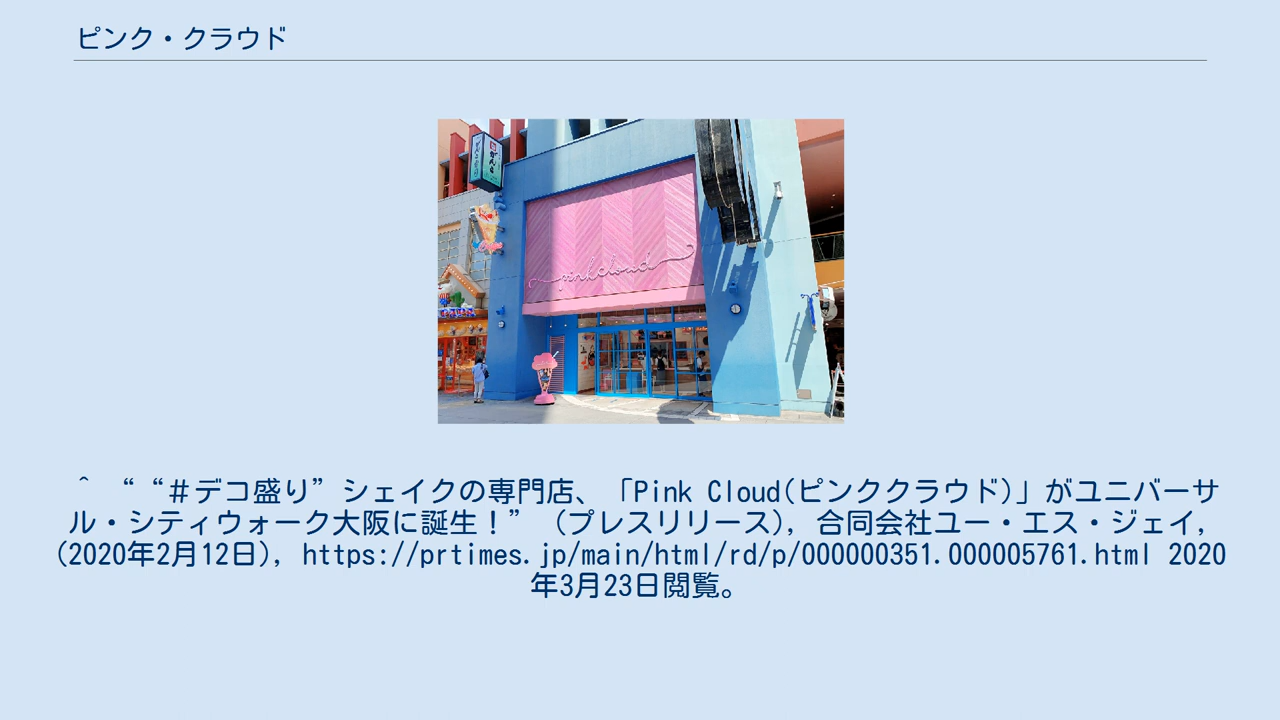 ピンク・クラウド
pinkcloud
^ “ “＃デコ盛り” シェイクの専門店、「Pink Cloud(ピンククラウド)」がユニバーサ
ル・シティウォーク大阪に誕生！” (プレスリリース), 合同会社ユー・エス・ジェイ,
(2020年2月12日), https://prtimes.jp/main/html/rd/p/000000351.000005761.html 2020
年3月23日閲覧。